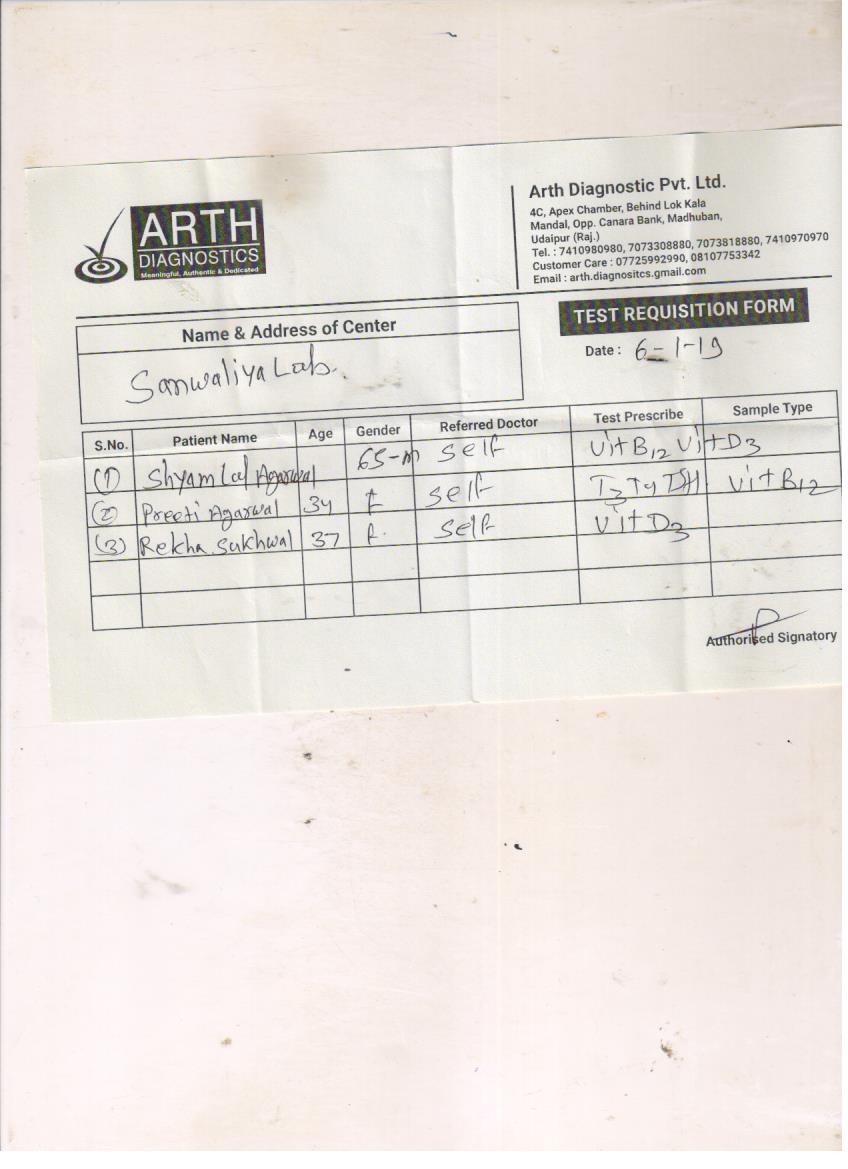 ARTH
DIAGNOSTICS
Meaningful, Authentic & Dedicated
Arth Diagnostic Pvt. Ltd.
4C, Apex Chamber, Behind Lok Kala
Mandal, Opp. Canara Bank, Madhuban,
Udaipur (Raj.)
Tel. : 7410980980, 7073308880, 7073818880, 7410970970
Customer Care : 07725992990, 08107753342
Email : arth.diagnositcs.gmail.com
TEST REQUISITION FORM
Name & Address of Center
Sanwaliya Lab.
Date : 6-1-19
S.No. Patient Name Age Gender Referred Doctor Test Prescribe Sample Type
(1) Shyam Lal Agarwal 65-m self Vit B12 Vit D3
(2) Preeti Agarwal 34 f self T3 T4 TSH Vit B12
(3) Rekha Sukhwal 37 f. self Vit D3
Authorised Signatory